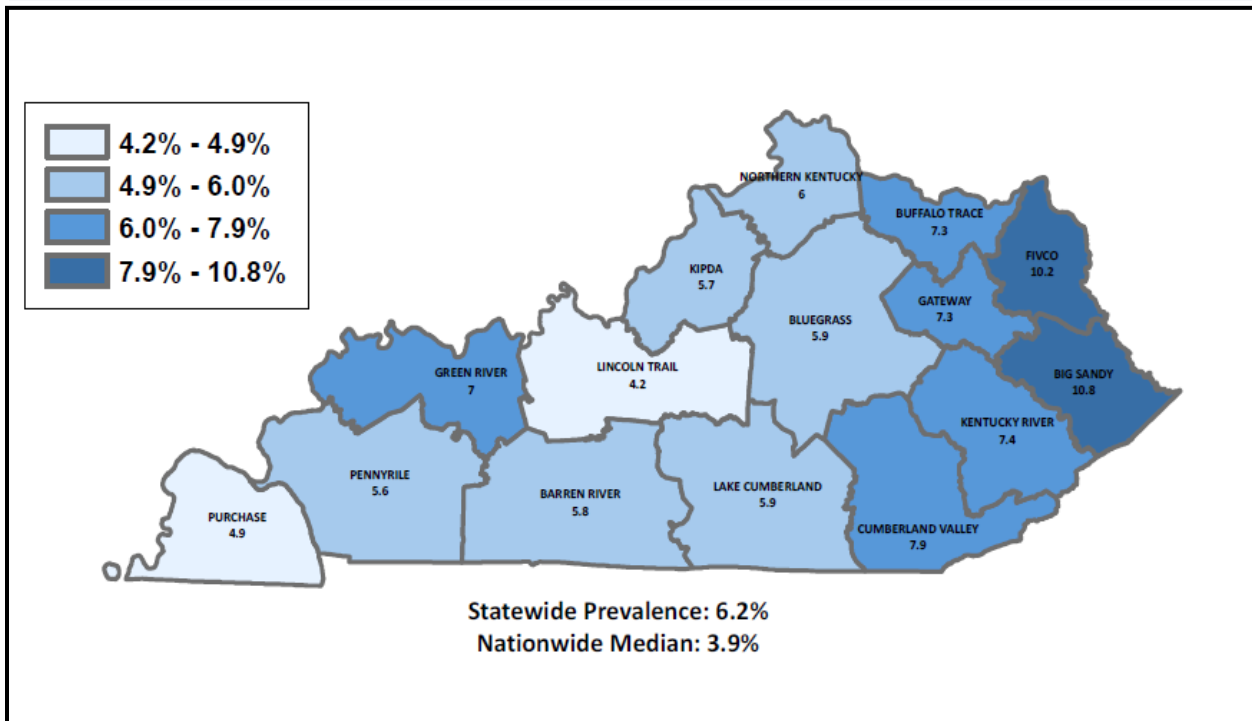 4.2% - 4.9%
4.9% - 6.0%
6.0% - 7.9%
7.9% - 10.8%
NORTHERN KENTUCKY
6
BUFFALO TRACE
7.3
FIVCO
10.2
KIPDA
5.7
GATEWAY
7.3
BLUEGRASS
5.9
LINCOLN TRAIL
4.2
GREEN RIVER
7
BIG SANDY
10.8
KENTUCKY RIVER
7.4
PENNYRILE
5.6
BARREN RIVER
5.8
LAKE CUMBERLAND
5.9
PURCHASE
4.9
CUMBERLAND VALLEY
7.9
Statewide Prevalence: 6.2%
Nationwide Median: 3.9%